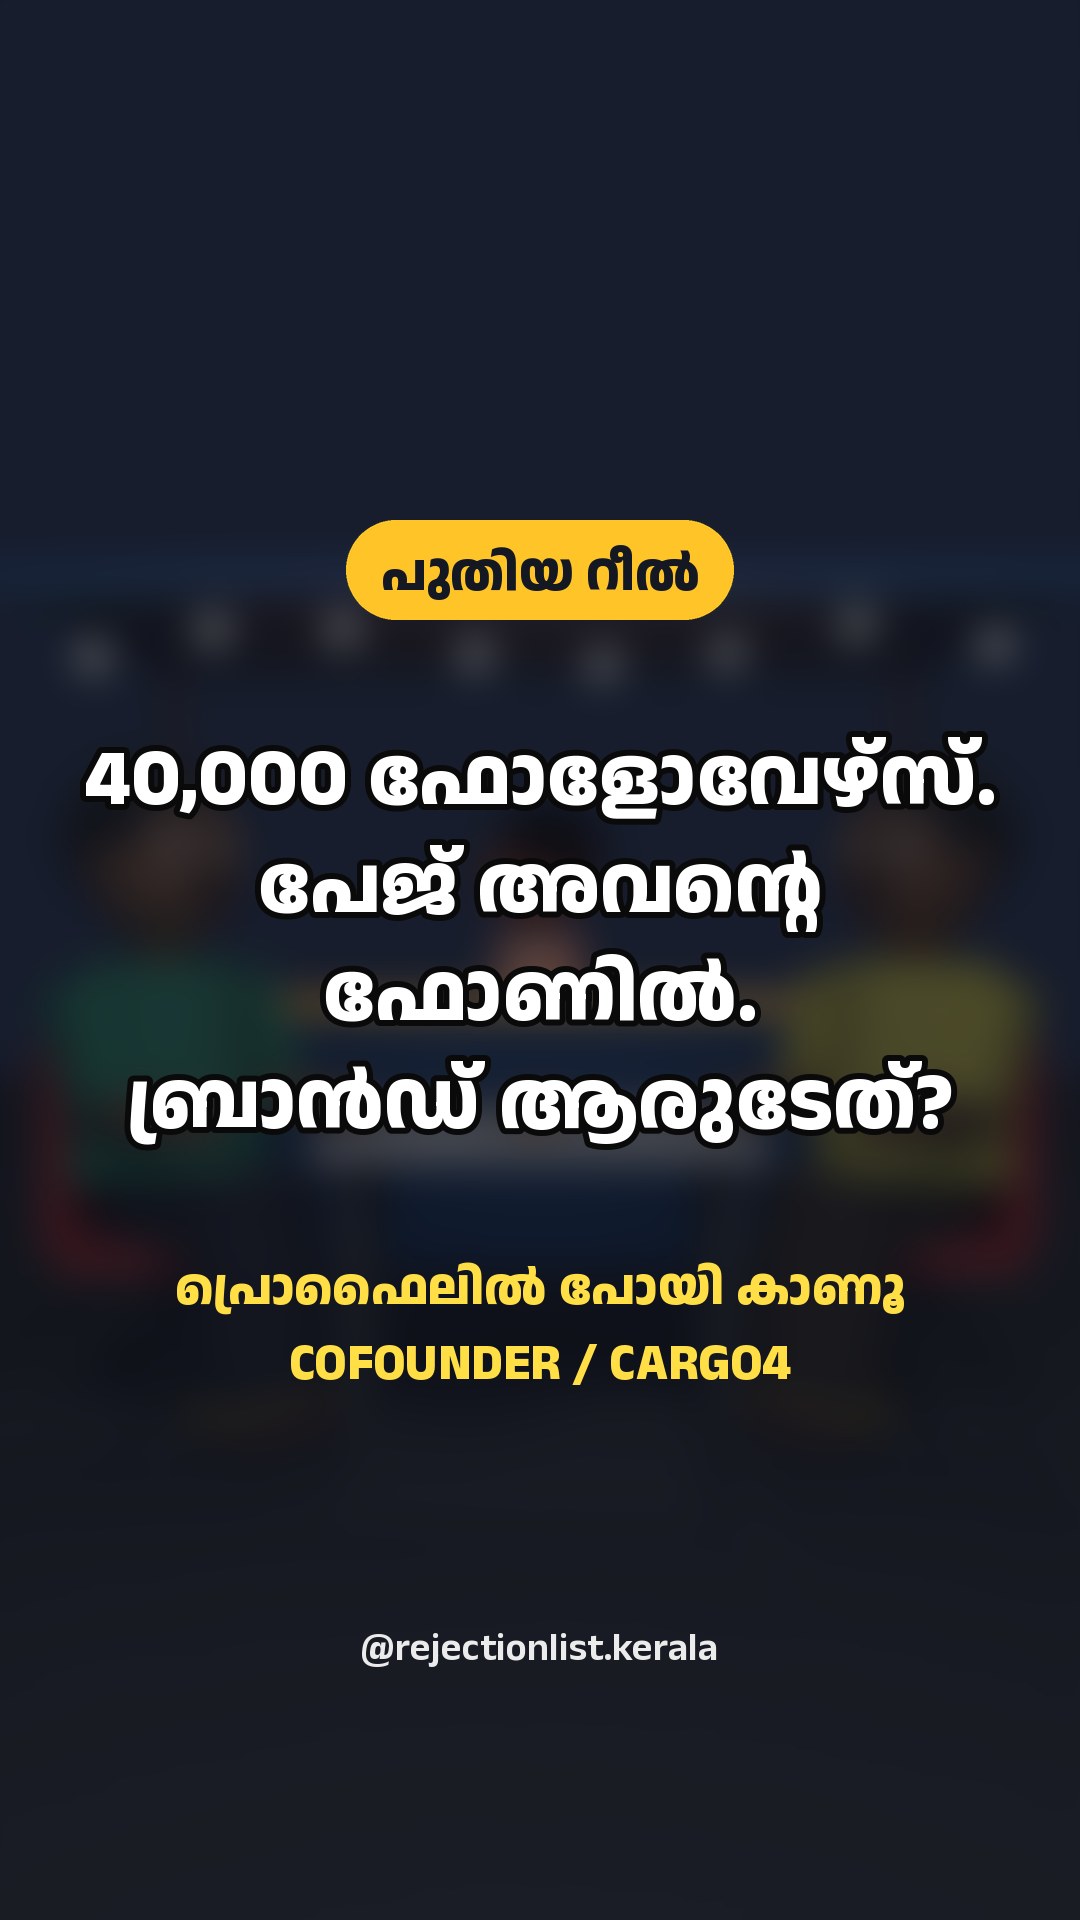 പുതിയ റീൽ
40,000 ഫോളോവേഴ്സ്.
പേജ് അവന്റെ
ഫോണിൽ.
ബ്രാൻഡ് ആരുടേത്?
പ്രൊഫൈലിൽ പോയി കാണൂ
COFOUNDER / CARGO4
@rejectionlist.kerala